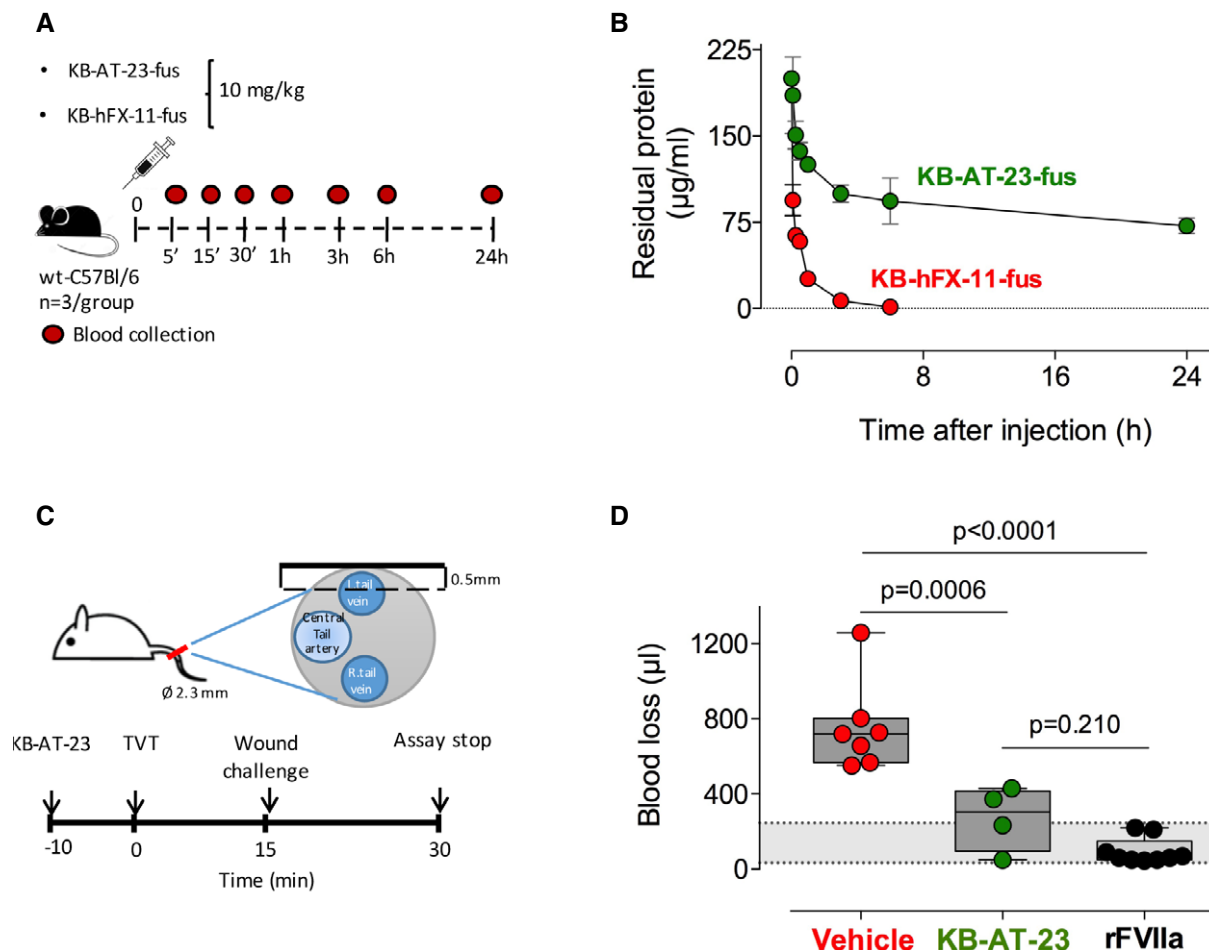 A
• KB-AT-23-fus
• KB-hFX-11-fus
10 mg/kg
0
5’ 15’ 30’ 1h 3h 6h 24h
wt-C57Bl/6
n=3/group
Blood collection
B
Residual protein
(µg/ml)
225
150
75
0
KB-AT-23-fus
KB-hFX-11-fus
0 8 16 24
Time after injection (h)
C
0.5mm
L.tail
vein
Central
Tail
artery
R.tail
vein
Ø 2.3 mm
KB-AT-23 TVT Wound challenge Assay stop
-10 0 15 30
Time (min)
D
p<0.0001
p=0.0006
p=0.210
Blood loss (µl)
1200
800
400
0
Vehicle KB-AT-23 rFVIIa